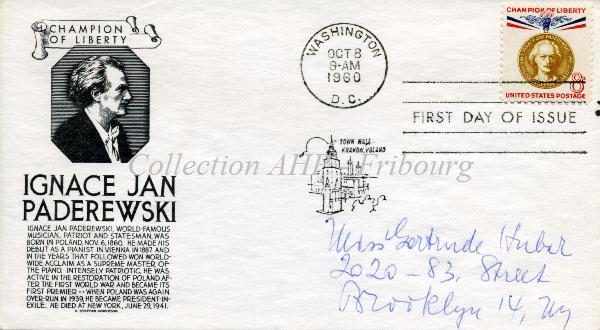 CHAMPION
OF LIBERTY
IGNACE JAN
PADEREWSKI
IGNACE JAN PADEREWSKI, WORLD-FAMOUS
MUSICIAN, PATRIOT AND STATESMAN, WAS
BORN IN POLAND, NOV. 6, 1860. HE MADE HIS
DEBUT AS A PIANIST IN VIENNA IN 1887 AND
IN THE YEARS THAT FOLLOWED WON WORLD-
WIDE ACCLAIM AS A SUPREME MASTER OF
THE PIANO. INTENSELY PATRIOTIC, HE WAS
ACTIVE IN THE RESTORATION OF POLAND AF-
TER THE FIRST WORLD WAR AND BECAME ITS
FIRST PREMIER -- WHEN POLAND WAS AGAIN
OVER-RUN IN 1939, HE BECAME PRESIDENT-IN-
EXILE. HE DIED AT NEW YORK, JUNE 29, 1941.
WASHINGTON
OCT 8
9-AM
1960
D.C.
CHAMPION OF LIBERTY
8¢
UNITED STATES POSTAGE
FIRST DAY OF ISSUE
TOWN HALL
KRAKOW, POLAND
Collection AHP Fribourg
Miss Gertrude Huber
2020-83. Street
Brooklyn 14, NY